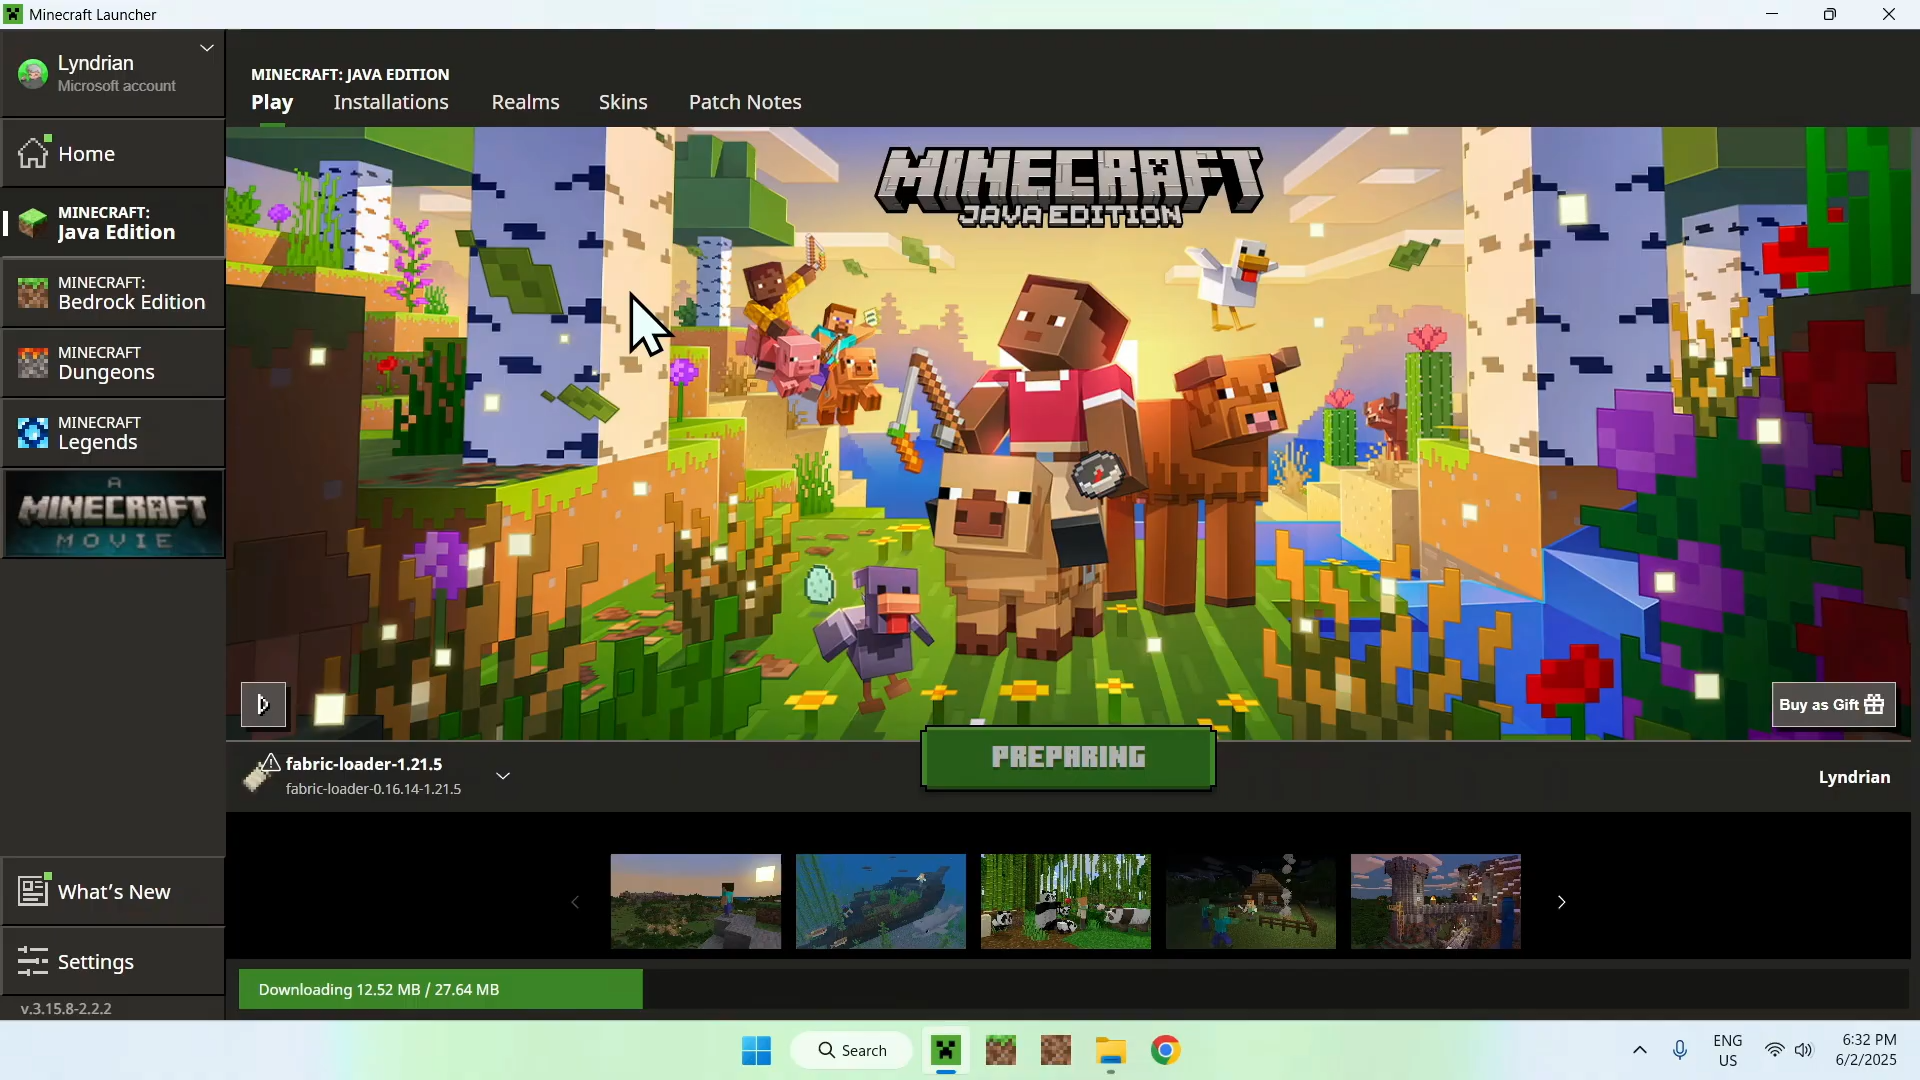 Minecraft Launcher
Lyndrian
Microsoft account
Home
MINECRAFT:
Java Edition
MINECRAFT:
Bedrock Edition
MINECRAFT
Dungeons
MINECRAFT
Legends
A
MINECRAFT
MOVIE
What's New
Settings
v.3.15.8-2.2.2
MINECRAFT: JAVA EDITION
Play Installations Realms Skins Patch Notes
MINECRAFT
JAVA EDITION
Buy as Gift
fabric-loader-1.21.5
fabric-loader-0.16.14-1.21.5
PREPARING
Lyndrian
Downloading 12.52 MB / 27.64 MB
Search
ENG
US
6:32 PM
6/2/2025